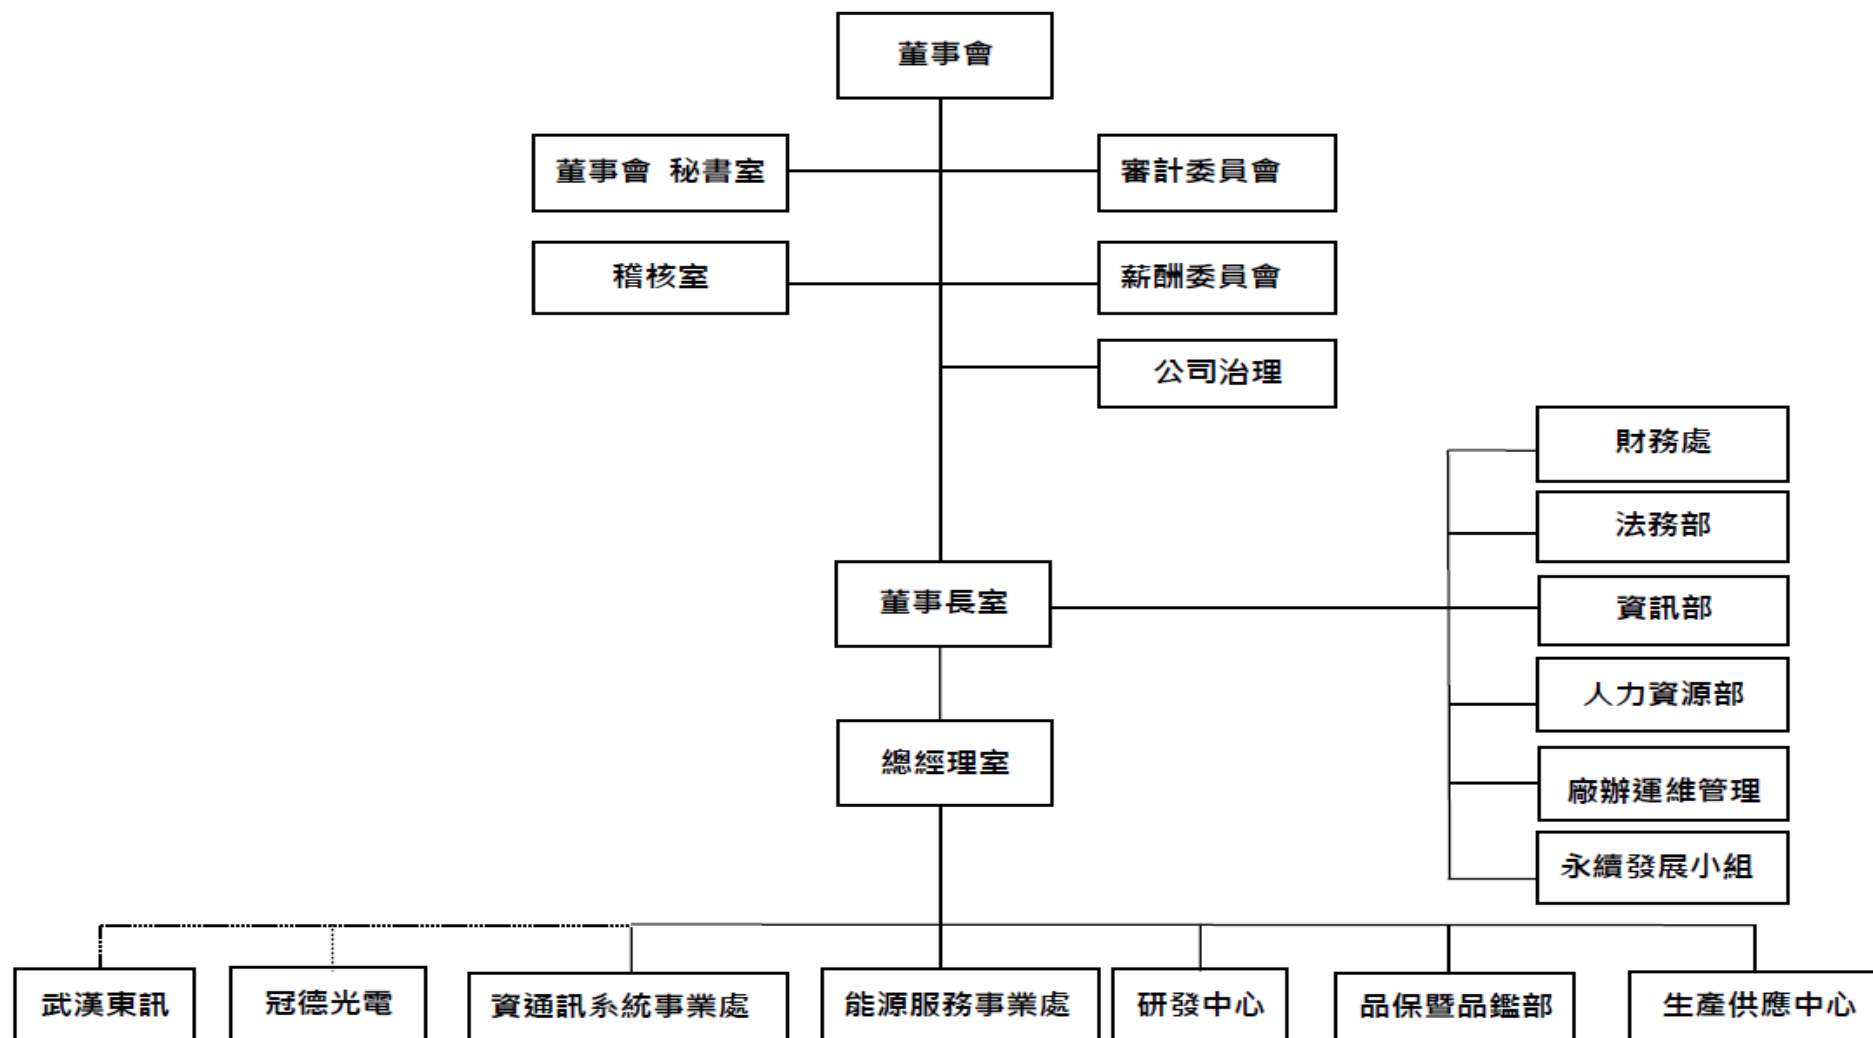 董事會
董事會 秘書室
審計委員會
稽核室
薪酬委員會
公司治理
財務處
法務部
董事長室
資訊部
人力資源部
總經理室
廠辦運維管理
永續發展小組
武漢東訊
冠德光電
資通訊系統事業處
能源服務事業處
研發中心
品保暨品鑑部
生產供應中心